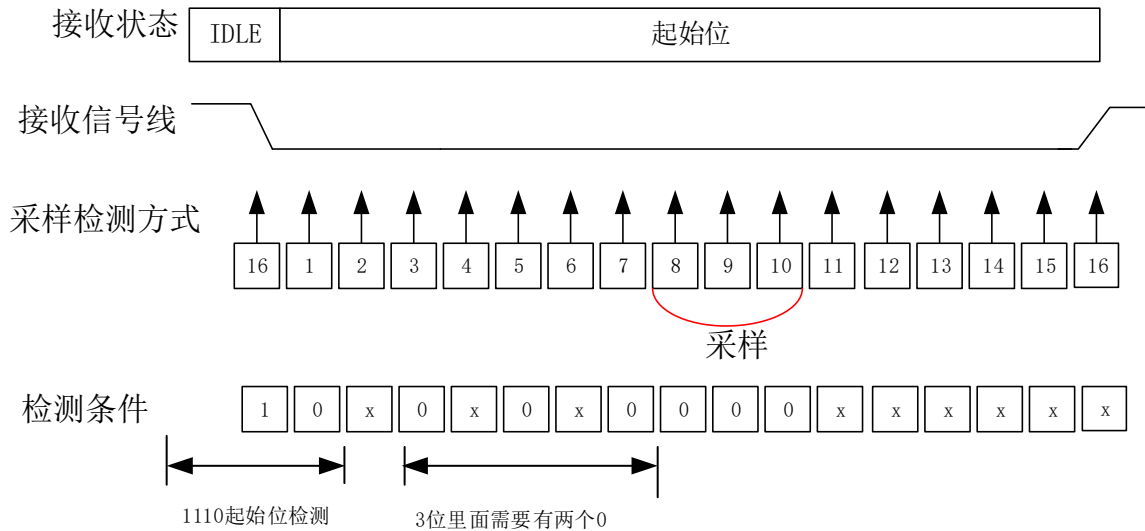 接收状态 IDLE 起始位
接收信号线
采样检测方式
16 1 2 3 4 5 6 7 8 9 10 11 12 13 14 15 16
采样
检测条件 1 0 x 0 x 0 x 0 0 0 0 x x x x x x
1110起始位检测 3位里面需要有两个0